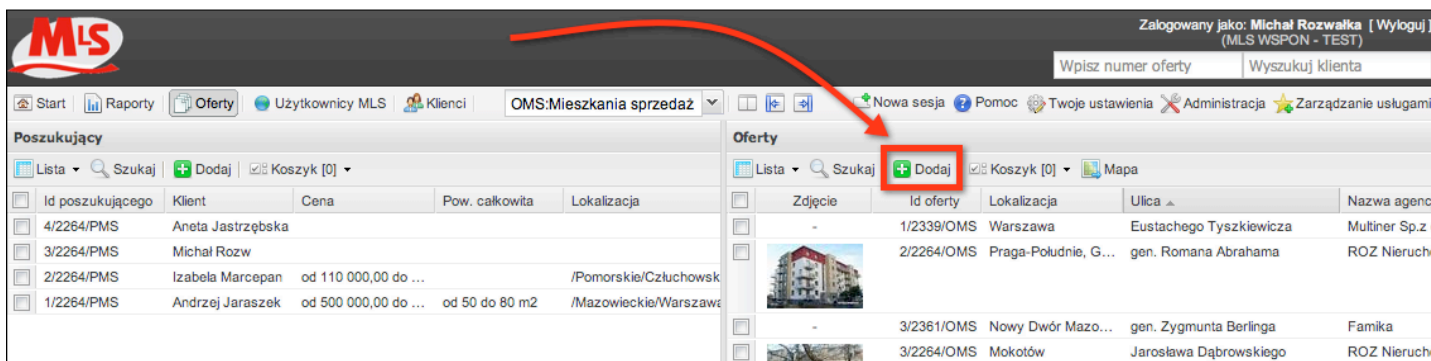 MLS
Zalogowany jako: Michał Rozwałka [ Wyloguj ]
(MLS WSPON - TEST)
Wpisz numer oferty Wyszukuj klienta
Start Raporty Oferty Użytkownicy MLS Klienci OMS:Mieszkania sprzedaż Nowa sesja Pomoc Twoje ustawienia Administracja Zarządzanie usługami
Poszukujący
Lista Szukaj Dodaj Koszyk [0]
Id poszukującego Klient Cena Pow. całkowita Lokalizacja
4/2264/PMS Aneta Jastrzębska
3/2264/PMS Michał Rozw
2/2264/PMS Izabela Marcepan od 110 000,00 do ... /Pomorskie/Człuchowsk
1/2264/PMS Andrzej Jaraszek od 500 000,00 do ... od 50 do 80 m2 /Mazowieckie/Warszawa
Oferty
Lista Szukaj Dodaj Koszyk [0] Mapa
Zdjęcie Id oferty Lokalizacja Ulica Nazwa agenc
- 1/2339/OMS Warszawa Eustachego Tyszkiewicza Multiner Sp.z
2/2264/OMS Praga-Południe, G... gen. Romana Abrahama ROZ Nieruch
- 3/2361/OMS Nowy Dwór Mazo... gen. Zygmunta Berlinga Famika
3/2264/OMS Mokotów Jarosława Dąbrowskiego ROZ Nieruch